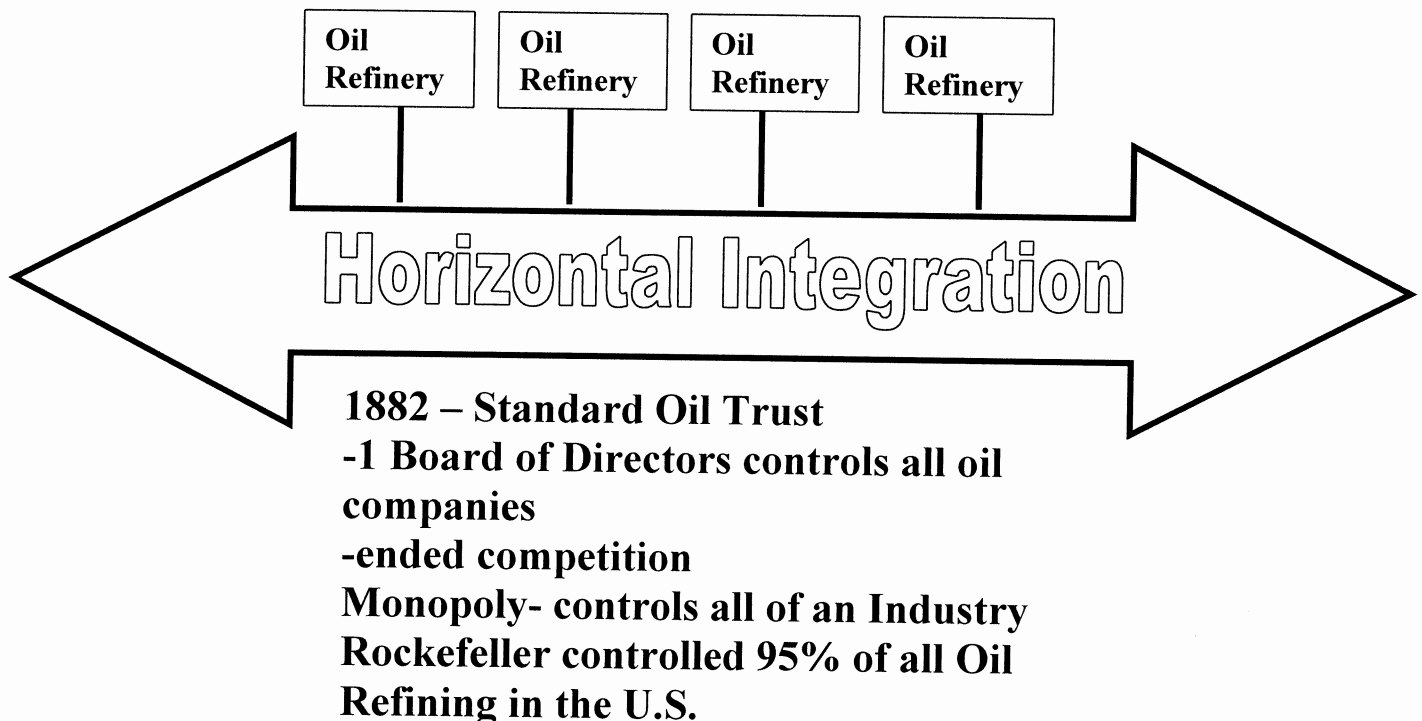 Oil
Refinery
Oil
Refinery
Oil
Refinery
Oil
Refinery
Horizontal Integration
1882 – Standard Oil Trust
-1 Board of Directors controls all oil
companies
-ended competition
Monopoly- controls all of an Industry
Rockefeller controlled 95% of all Oil
Refining in the U.S.